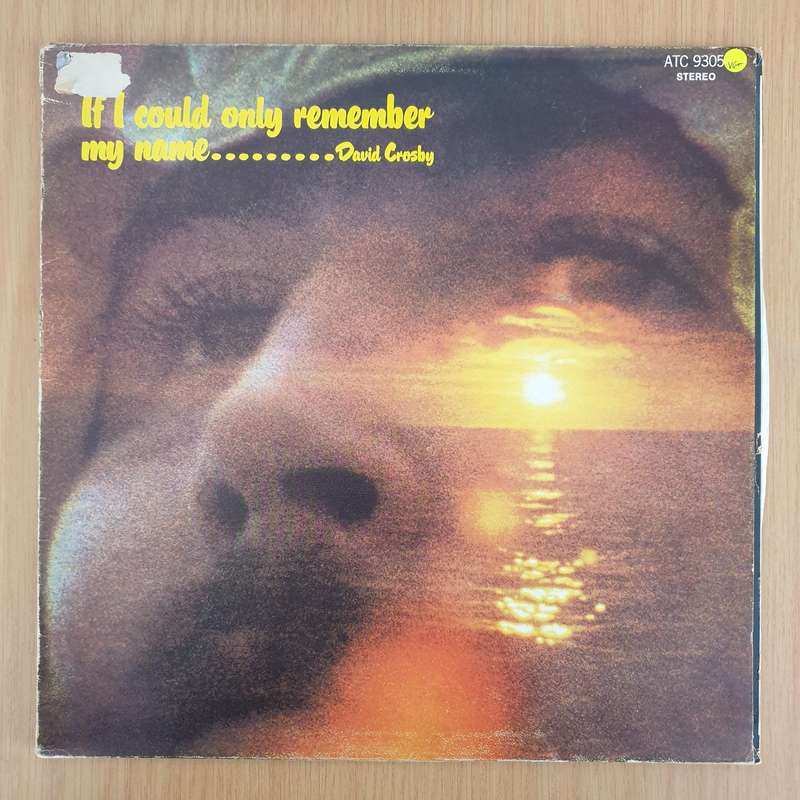 ATC 9305
STEREO
If I could only remember
my name..........David Crosby